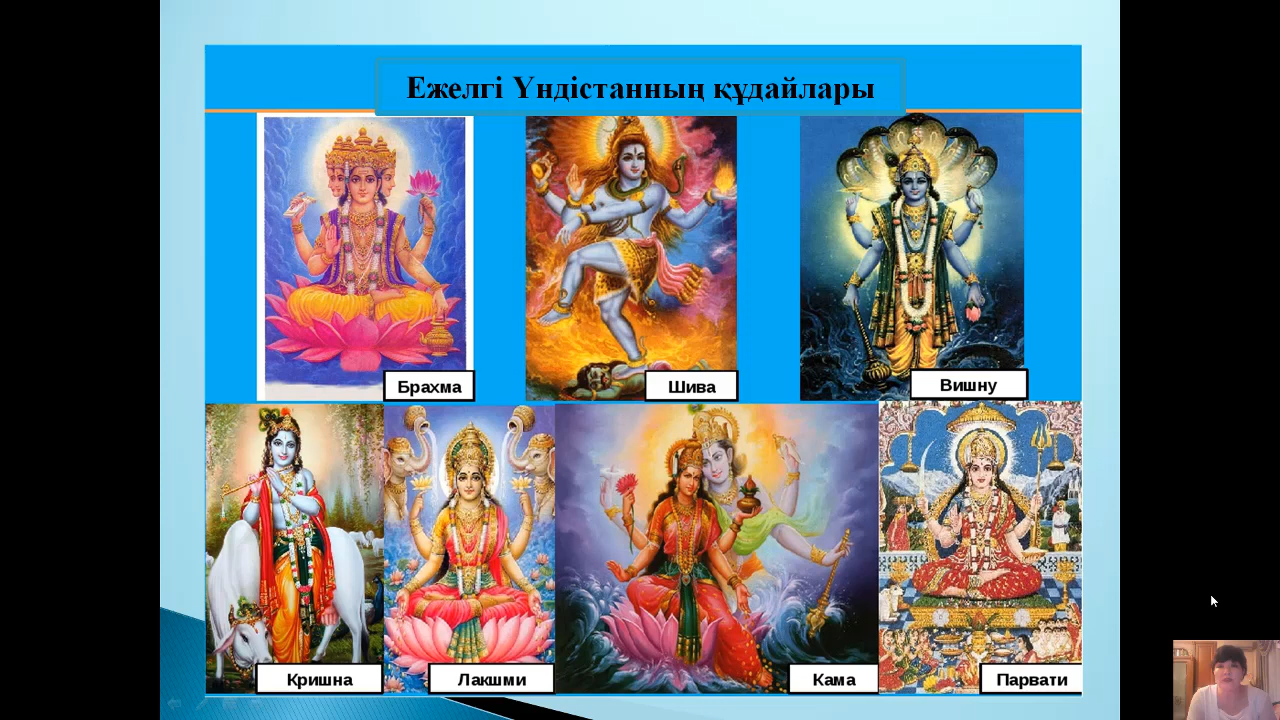 Ежелгі Үндістанның құдайлары
Брахма
Шива
Вишну
Кришна
Лакшми
Кама
Парвати